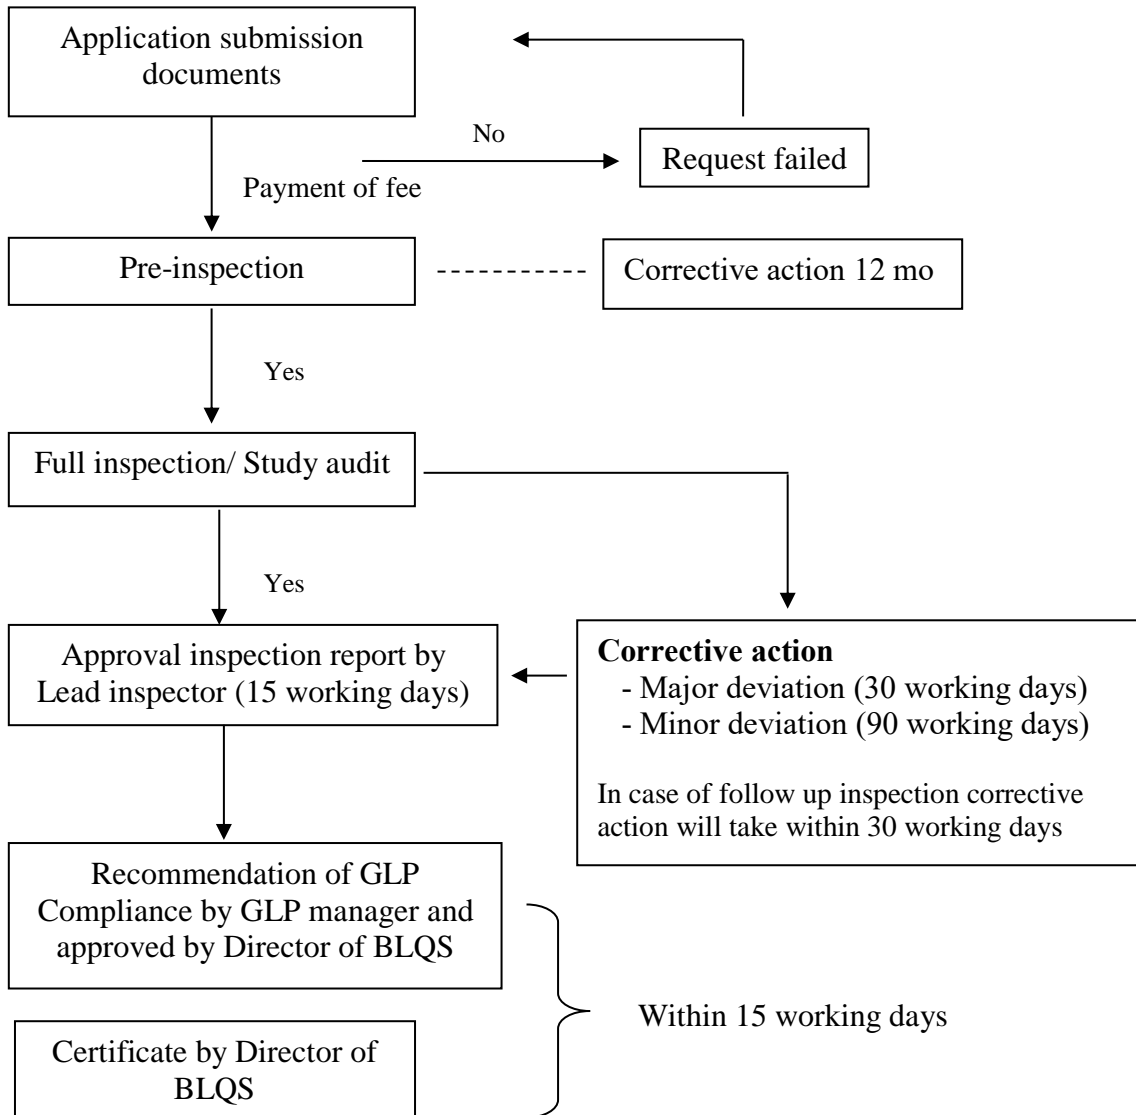 Application submission
documents
No
Request failed
Payment of fee
Pre-inspection
Corrective action 12 mo
Yes
Full inspection/ Study audit
Yes
Approval inspection report by
Lead inspector (15 working days)
Corrective action
- Major deviation (30 working days)
- Minor deviation (90 working days)
In case of follow up inspection corrective
action will take within 30 working days
Recommendation of GLP
Compliance by GLP manager and
approved by Director of BLQS
Within 15 working days
Certificate by Director of
BLQS